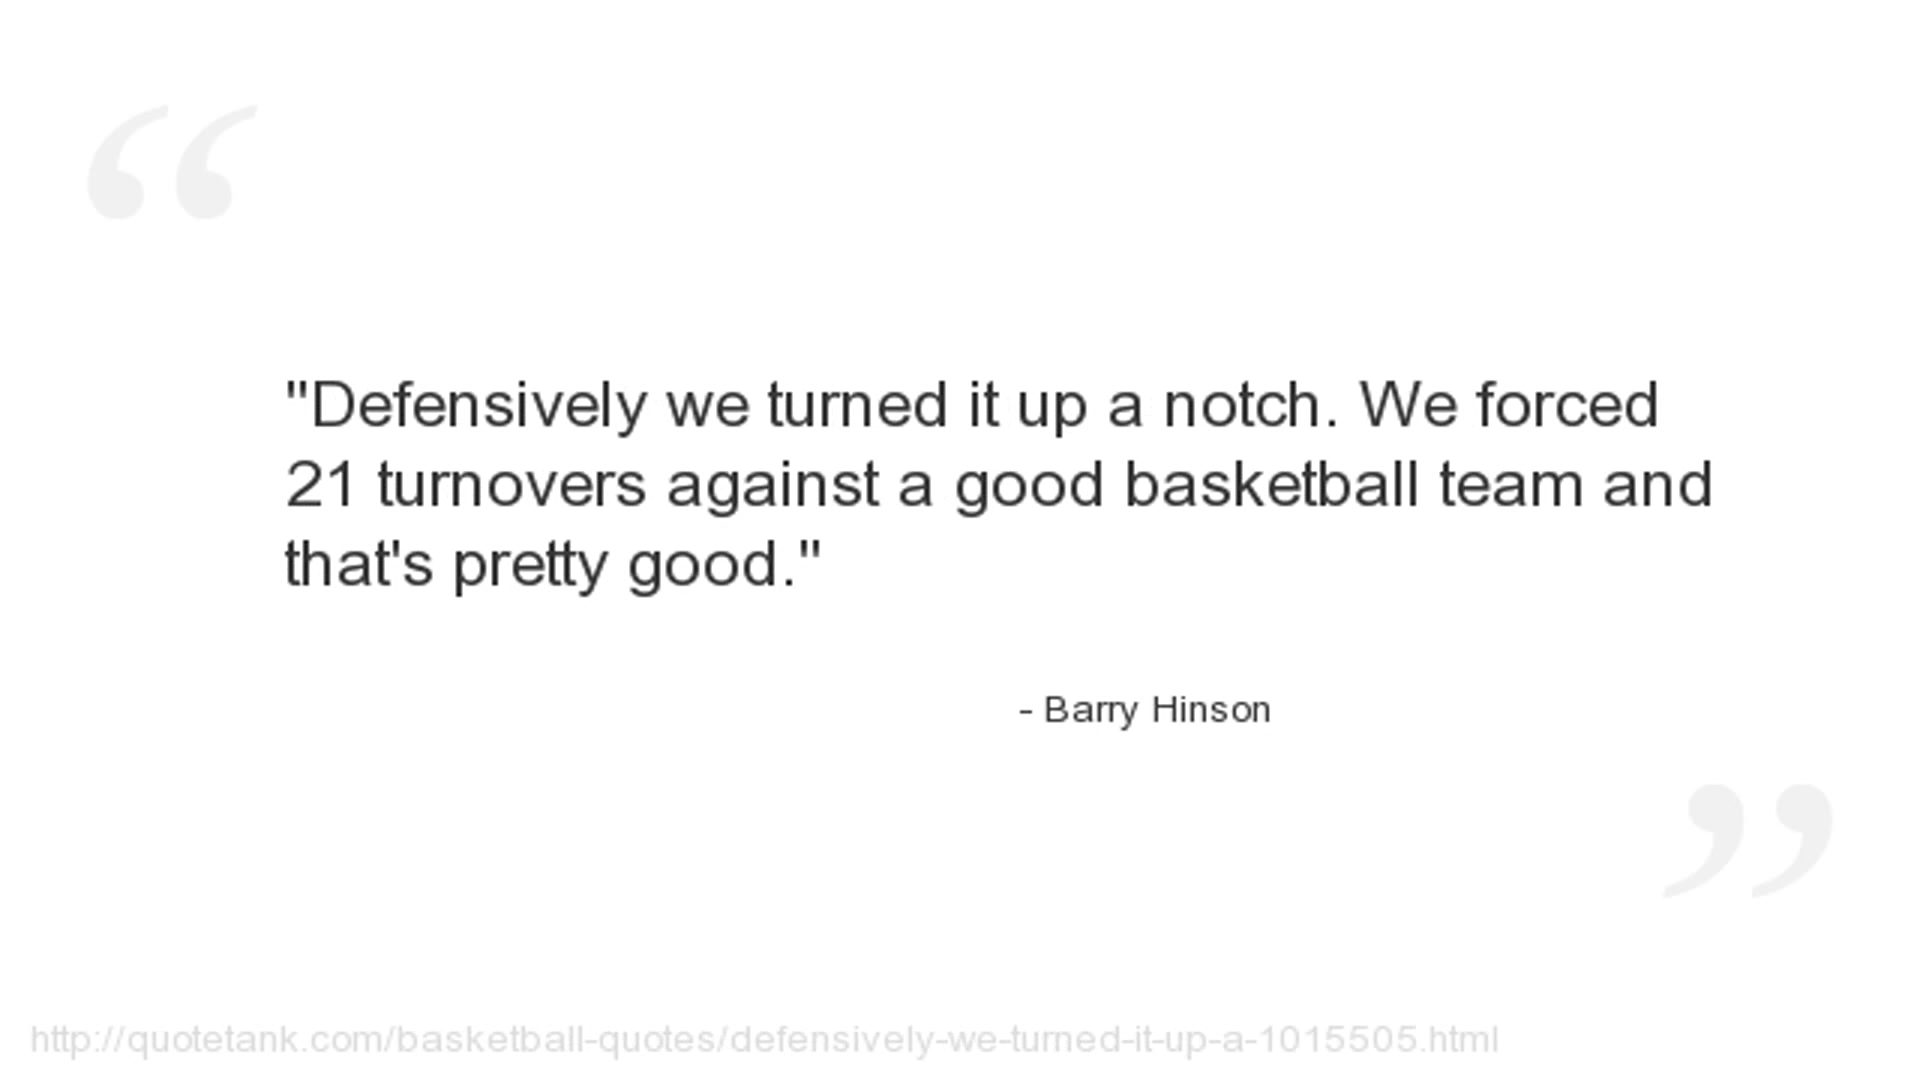 "Defensively we turned it up a notch. We forced
21 turnovers against a good basketball team and
that's pretty good."
- Barry Hinson
http://quotetank.com/basketball-quotes/defensively-we-turned-it-up-a-1015505.html